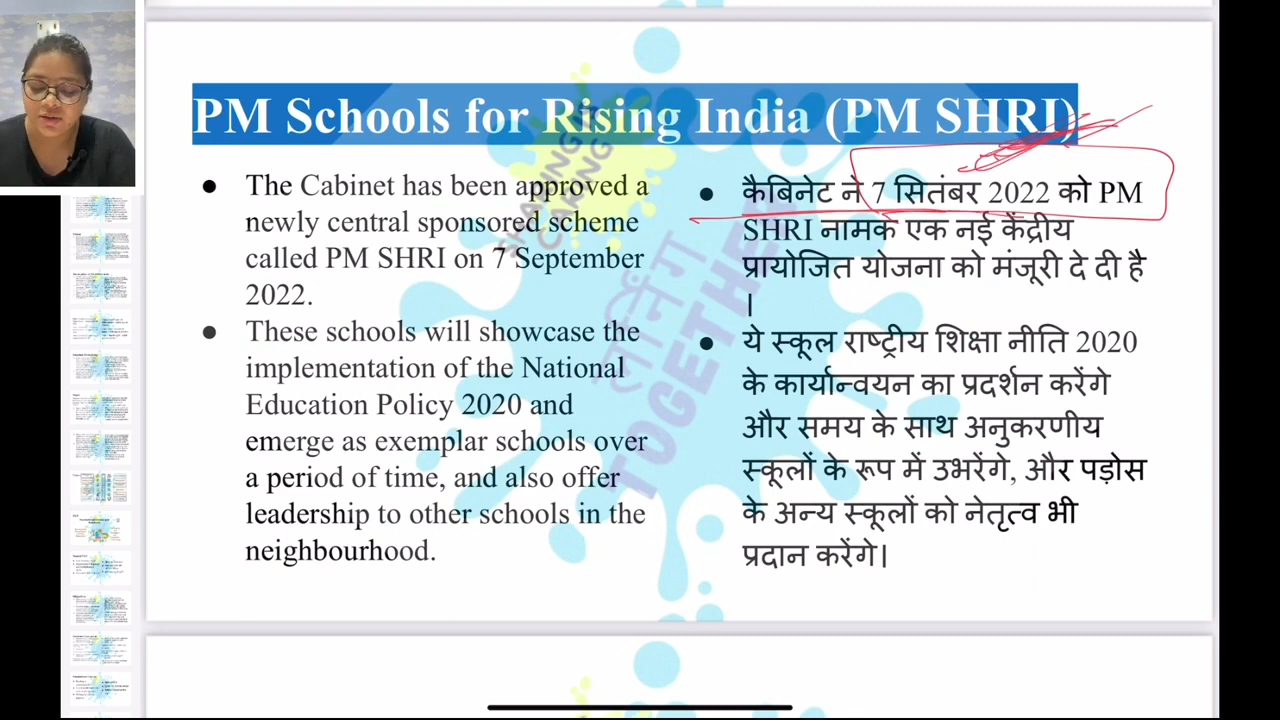 PM Schools for Rising India (PM SHRI)
The Cabinet has been approved a
newly central sponsored scheme
called PM SHRI on 7 September
2022.
These schools will showcase the
implementation of the National
Education Policy 2020 and
emerge as exemplar schools over
a period of time, and also offer
leadership to other schools in the
neighbourhood.
कैबिनेट ने 7 सितंबर 2022 को PM
SHRI नामक एक नई केंद्रीय
प्रायोजित योजना को मंजूरी दे दी है
।
ये स्कूल राष्ट्रीय शिक्षा नीति 2020
के कार्यान्वयन का प्रदर्शन करेंगे
और समय के साथ अनुकरणीय
स्कूलों के रूप में उभरेंगे, और पड़ोस
के अन्य स्कूलों को नेतृत्व भी
प्रदान करेंगे।
TOGETHER